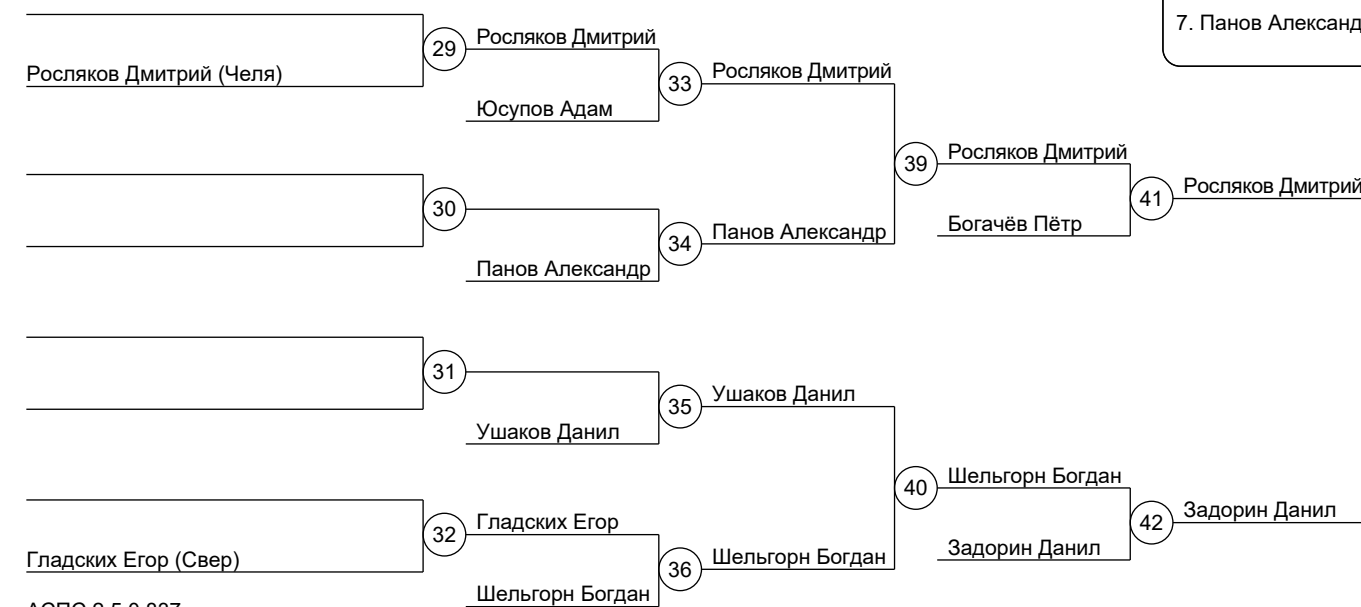 7. Панов Александ
29
Росляков Дмитрий
Росляков Дмитрий (Челя)
33
Росляков Дмитрий
Юсупов Адам
39
Росляков Дмитрий
30
41
Росляков Дмитрий
34
Панов Александр
Богачёв Пётр
Панов Александр
31
35
Ушаков Данил
Ушаков Данил
40
Шельгорн Богдан
32
Гладских Егор
42
Задорин Данил
Гладских Егор (Свер)
36
Шельгорн Богдан
Задорин Данил
Шельгорн Богдан